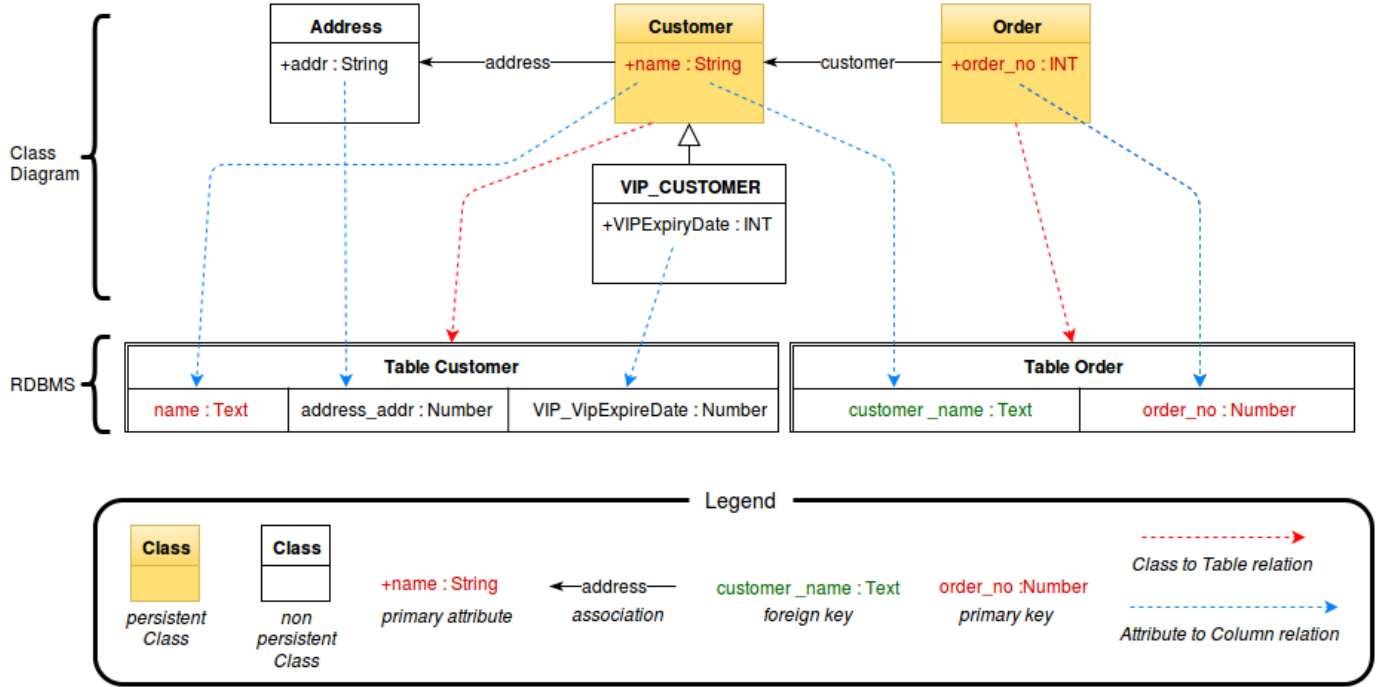 Address
Customer
Order
+addr : String
address
+name : String
customer
+order_no : INT
Class
Diagram
VIP_CUSTOMER
+VIPExpiryDate : INT
RDBMS
Table Customer
Table Order
name : Text
address_addr : Number
VIP_VipExpireDate : Number
customer _name : Text
order_no : Number
Legend
Class
persistent
Class
Class
non
persistent
Class
+name : String
primary attribute
address
association
customer _name : Text
foreign key
order_no :Number
primary key
Class to Table relation
Attribute to Column relation